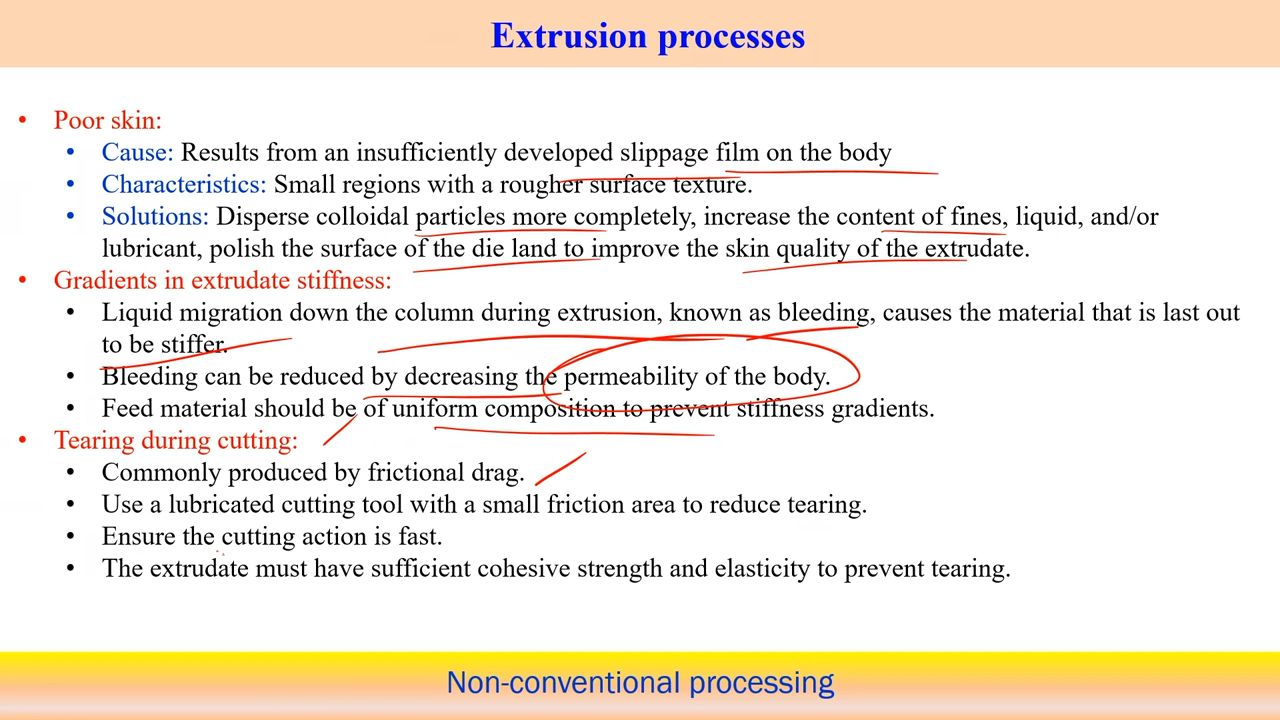 Extrusion processes
• Poor skin:
• Cause: Results from an insufficiently developed slippage film on the body
• Characteristics: Small regions with a rougher surface texture.
• Solutions: Disperse colloidal particles more completely, increase the content of fines, liquid, and/or
lubricant, polish the surface of the die land to improve the skin quality of the extrudate.
• Gradients in extrudate stiffness:
• Liquid migration down the column during extrusion, known as bleeding, causes the material that is last out
to be stiffer.
• Bleeding can be reduced by decreasing the permeability of the body.
• Feed material should be of uniform composition to prevent stiffness gradients.
• Tearing during cutting:
• Commonly produced by frictional drag.
• Use a lubricated cutting tool with a small friction area to reduce tearing.
• Ensure the cutting action is fast.
• The extrudate must have sufficient cohesive strength and elasticity to prevent tearing.
Non-conventional processing